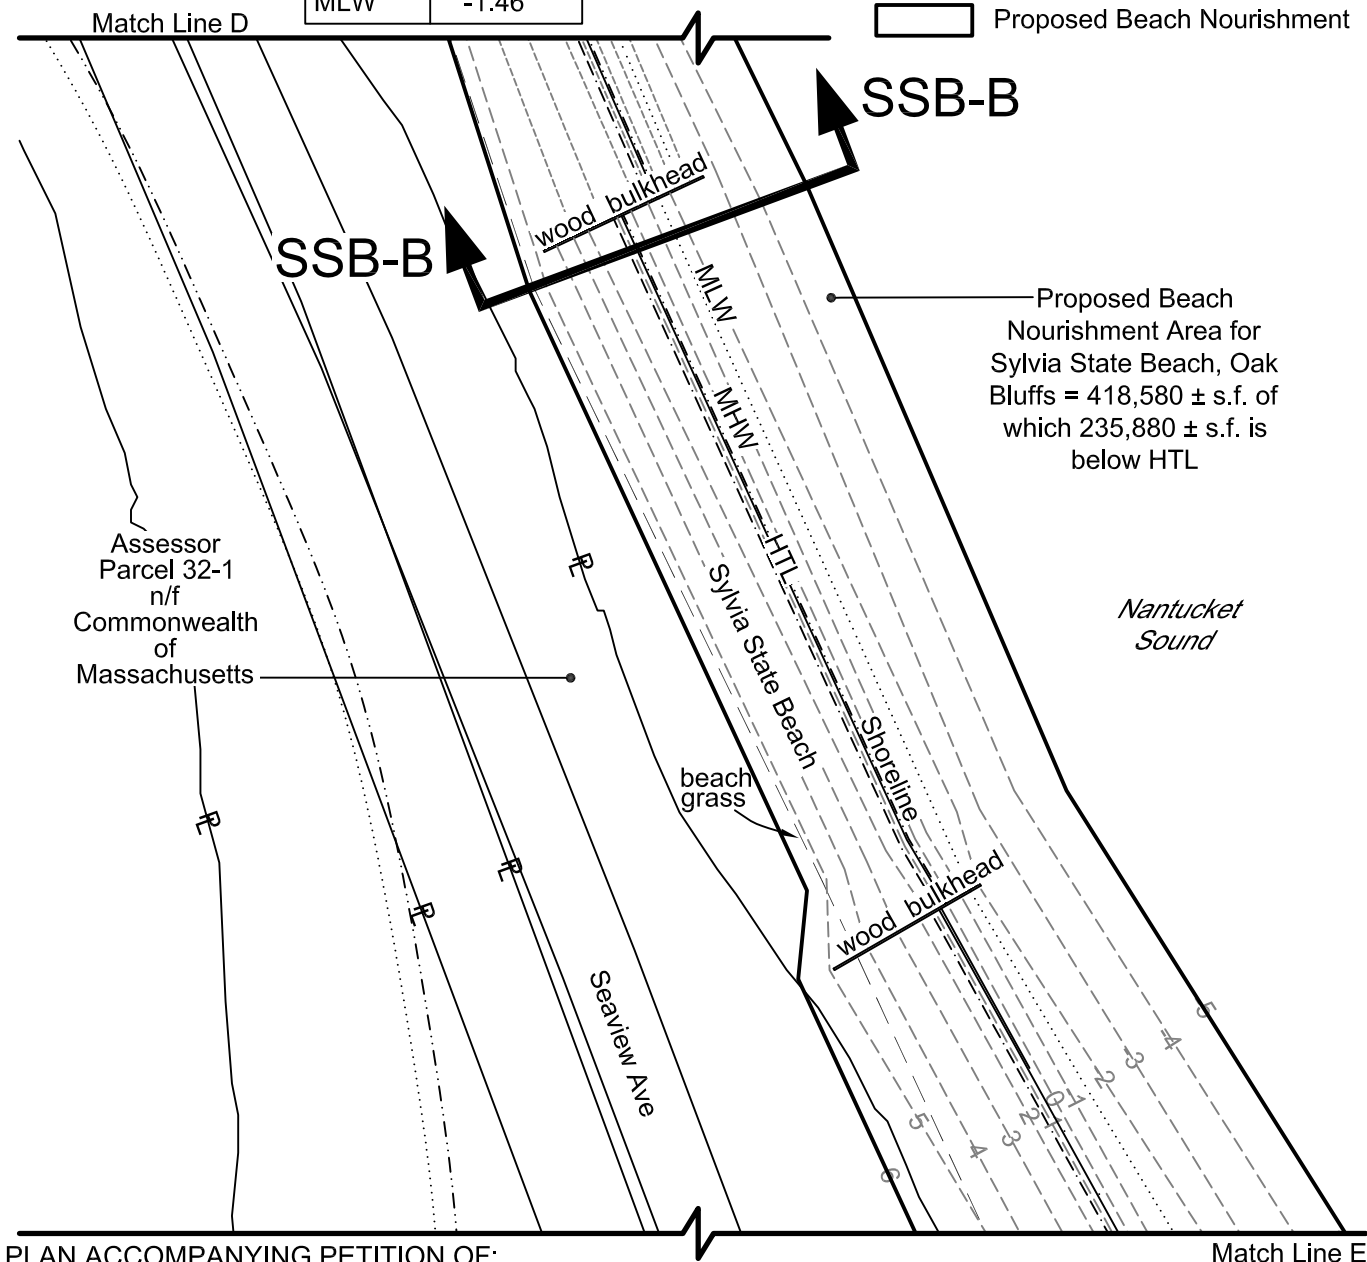 MLW -1.46
Match Line D
Proposed Beach Nourishment
SSB-B
wood bulkhead
SSB-B
MLW
Proposed Beach
Nourishment Area for
Sylvia State Beach, Oak
Bluffs = 418,580 ± s.f. of
which 235,880 ± s.f. is
below HTL
MHW
HTL
Assessor
Parcel 32-1
n/f
Commonwealth
of
Massachusetts
PL
Sylvia State Beach
Nantucket
Sound
Shoreline
beach
grass
PL
PL
PL
wood bulkhead
Seaview Ave
-5
-4
-3
-2
-1
0
1
2
3
4
5
6
PLAN ACCOMPANYING PETITION OF:
Match Line E